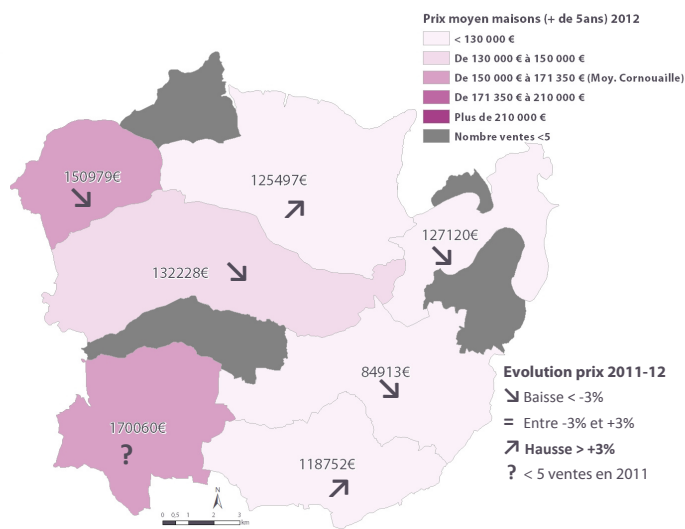 Prix moyen maisons (+ de 5ans) 2012
< 130 000 €
De 130 000 € à 150 000 €
De 150 000 € à 171 350 € (Moy. Cornouaille)
De 171 350 € à 210 000 €
Plus de 210 000 €
Nombre ventes <5
150979€
125497€
127120€
132228€
84913€
170060€
?
118752€
Evolution prix 2011-12
Baisse < -3%
= Entre -3% et +3%
Hausse > +3%
? < 5 ventes en 2011
N
0 0,5 1 2 3
km